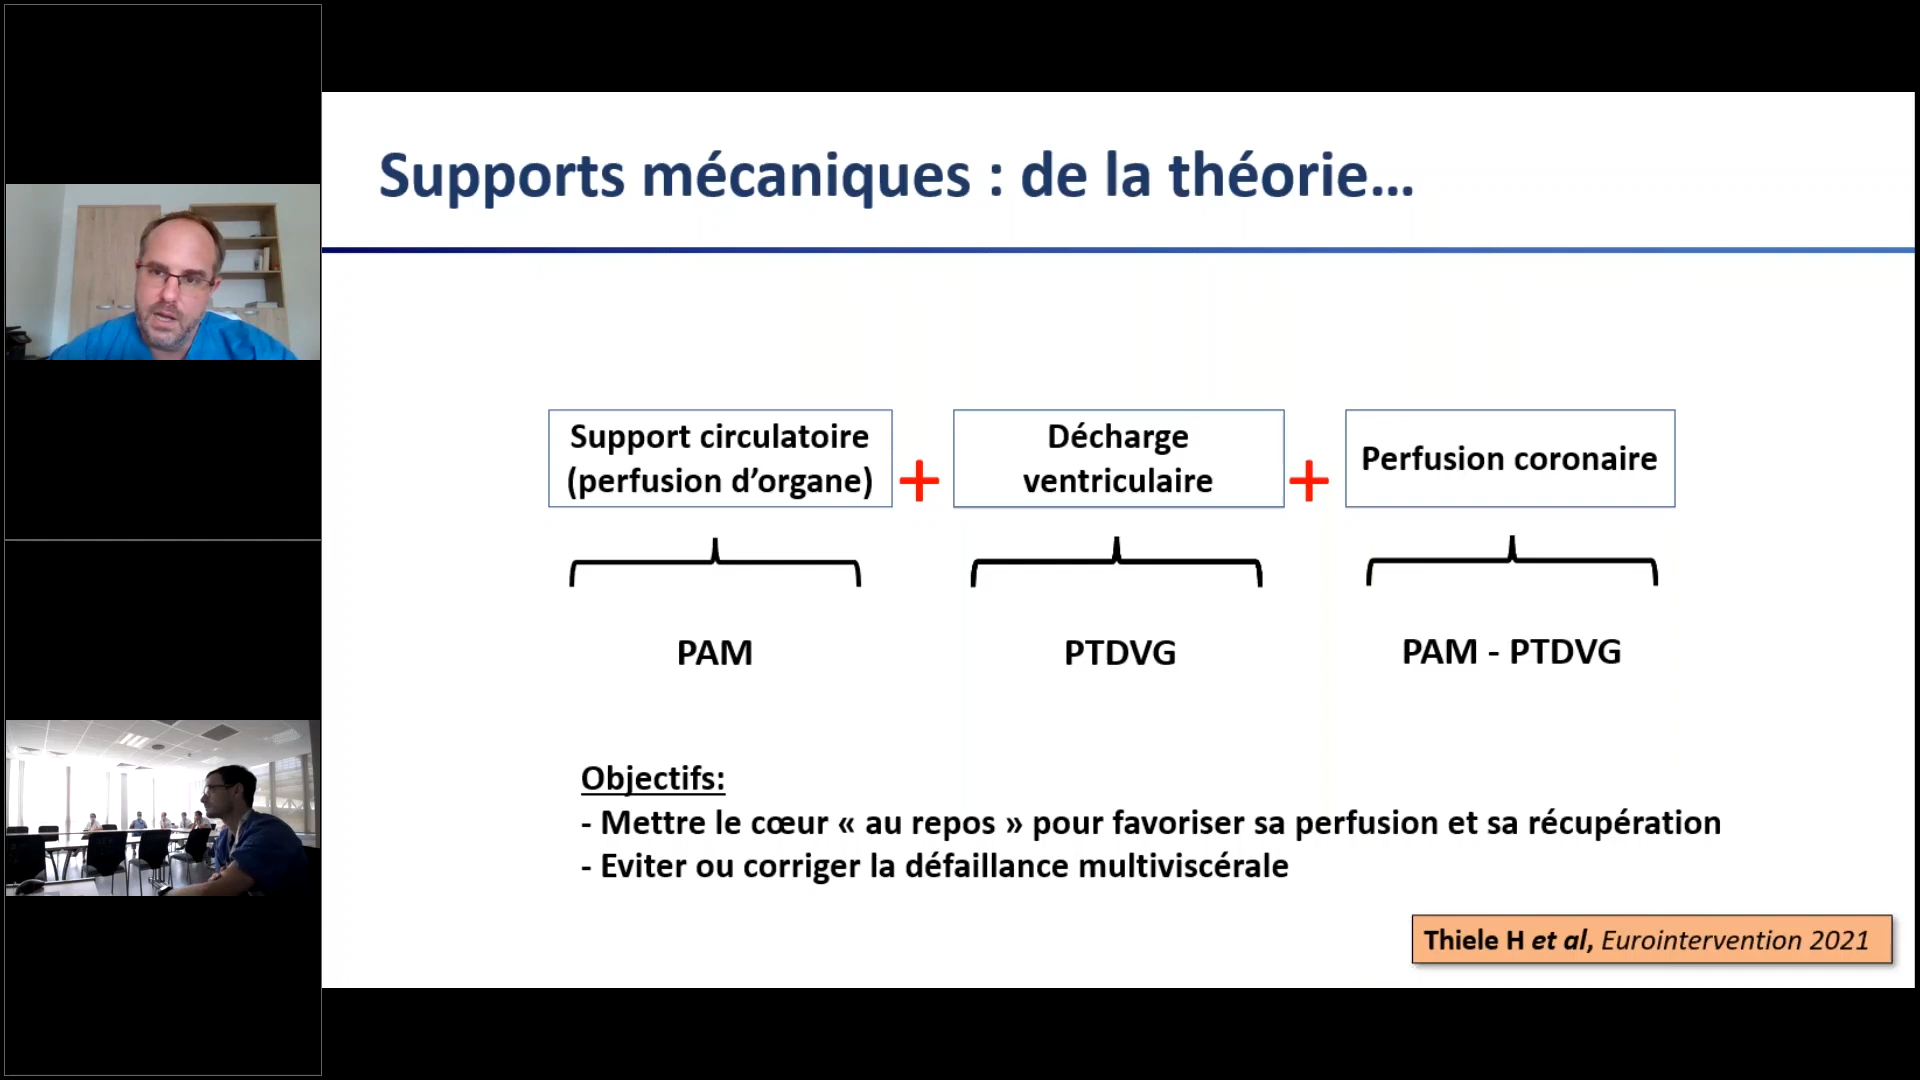 Supports mécaniques : de la théorie...
Support circulatoire
(perfusion d’organe)
+
Décharge
ventriculaire
+
Perfusion coronaire
PAM
PTDVG
PAM - PTDVG
Objectifs:
- Mettre le cœur « au repos » pour favoriser sa perfusion et sa récupération
- Eviter ou corriger la défaillance multiviscérale
Thiele H et al, Eurointervention 2021